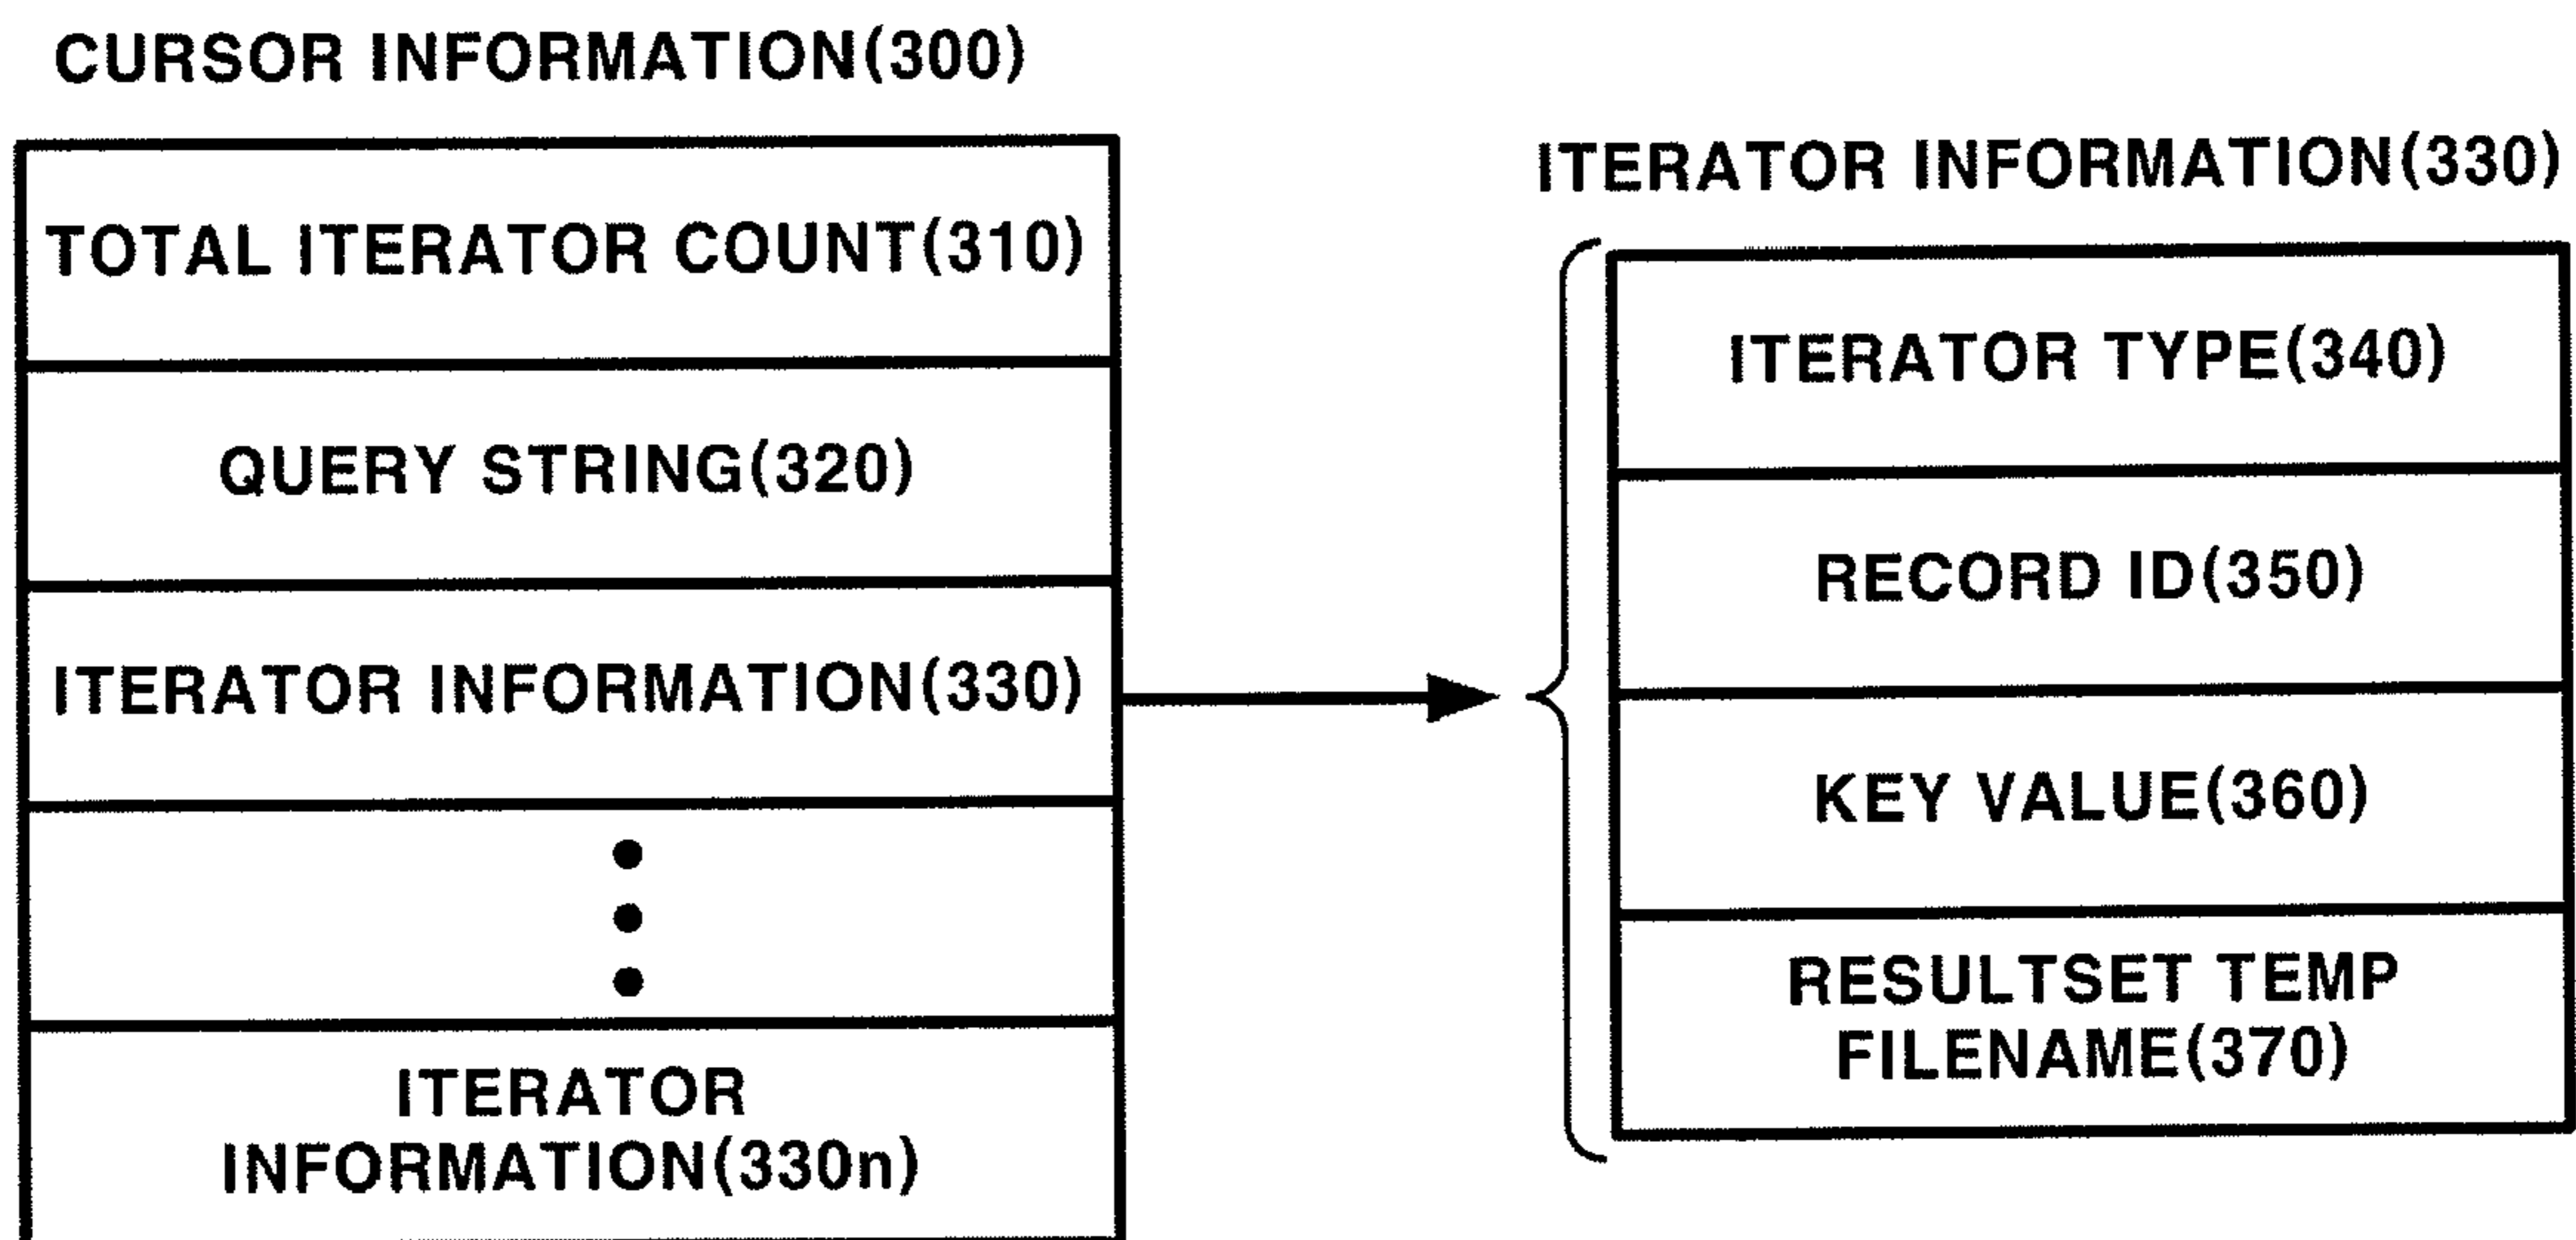 CURSOR INFORMATION(300)
TOTAL ITERATOR COUNT(310)
QUERY STRING(320)
ITERATOR INFORMATION(330)
ITERATOR
INFORMATION(330n)
ITERATOR INFORMATION(330)
ITERATOR TYPE(340)
RECORD ID(350)
KEY VALUE(360)
RESULTSET TEMP
FILENAME(370)